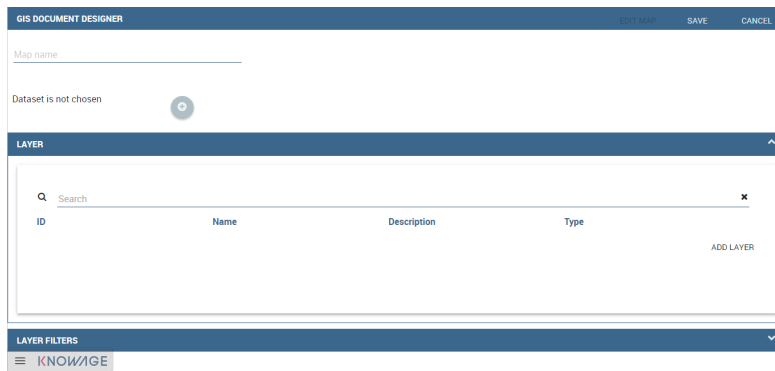 GIS DOCUMENT DESIGNER EDIT MAP SAVE CANCEL
Map name
Dataset is not chosen
LAYER
Search
ID Name Description Type
ADD LAYER
LAYER FILTERS
KNOWAGE